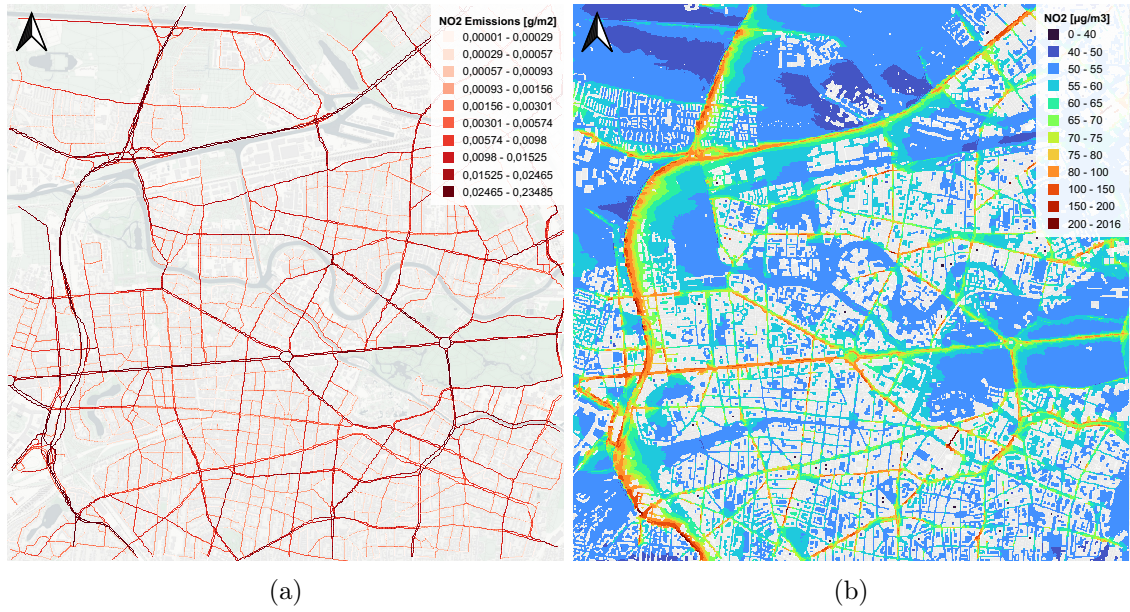 NO2 Emissions [g/m2]
0,00001 - 0,00029
0,00029 - 0,00057
0,00057 - 0,00093
0,00093 - 0,00156
0,00156 - 0,00301
0,00301 - 0,00574
0,00574 - 0,0098
0,0098 - 0,01525
0,01525 - 0,02465
0,02465 - 0,23485
NO2 [µg/m3]
0 - 40
40 - 50
50 - 55
55 - 60
60 - 65
65 - 70
70 - 75
75 - 80
80 - 100
100 - 150
150 - 200
200 - 2016
(a)
(b)